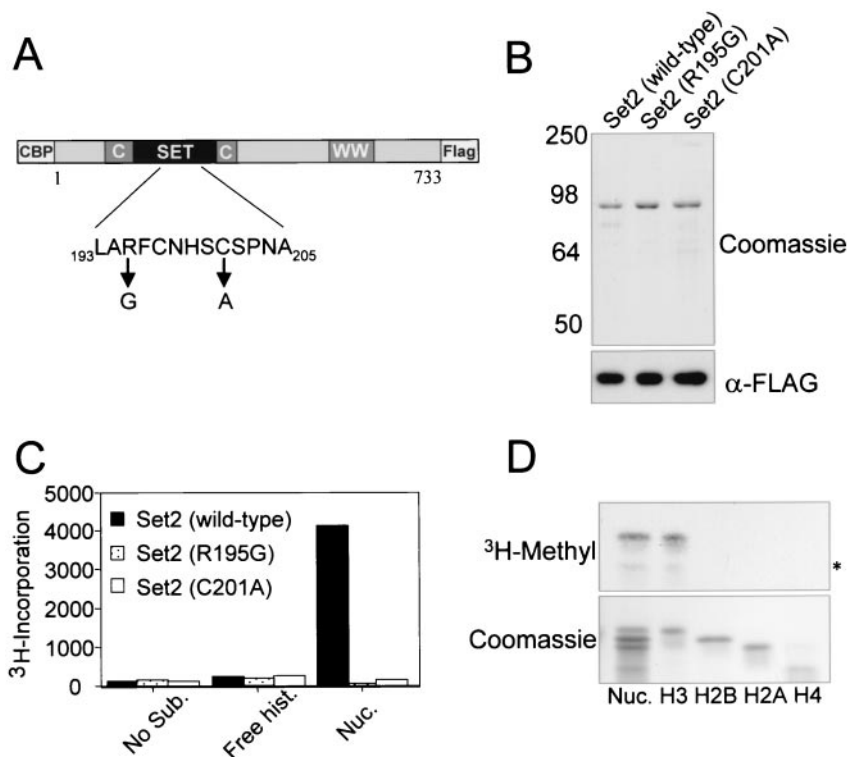 A
CBP C SET C WW Flag
1 733
193LARFCNHSCSPNA205
G A
B
Set2 (wild-type)
Set2 (R195G)
Set2 (C201A)
250
98
64
50
Coomassie
α-FLAG
C
³H-Incorporation
5000
4000
3000
2000
1000
0
Set2 (wild-type)
Set2 (R195G)
Set2 (C201A)
No Sub.
Free hist.
Nuc.
D
³H-Methyl
*
Coomassie
Nuc. H3 H2B H2A H4